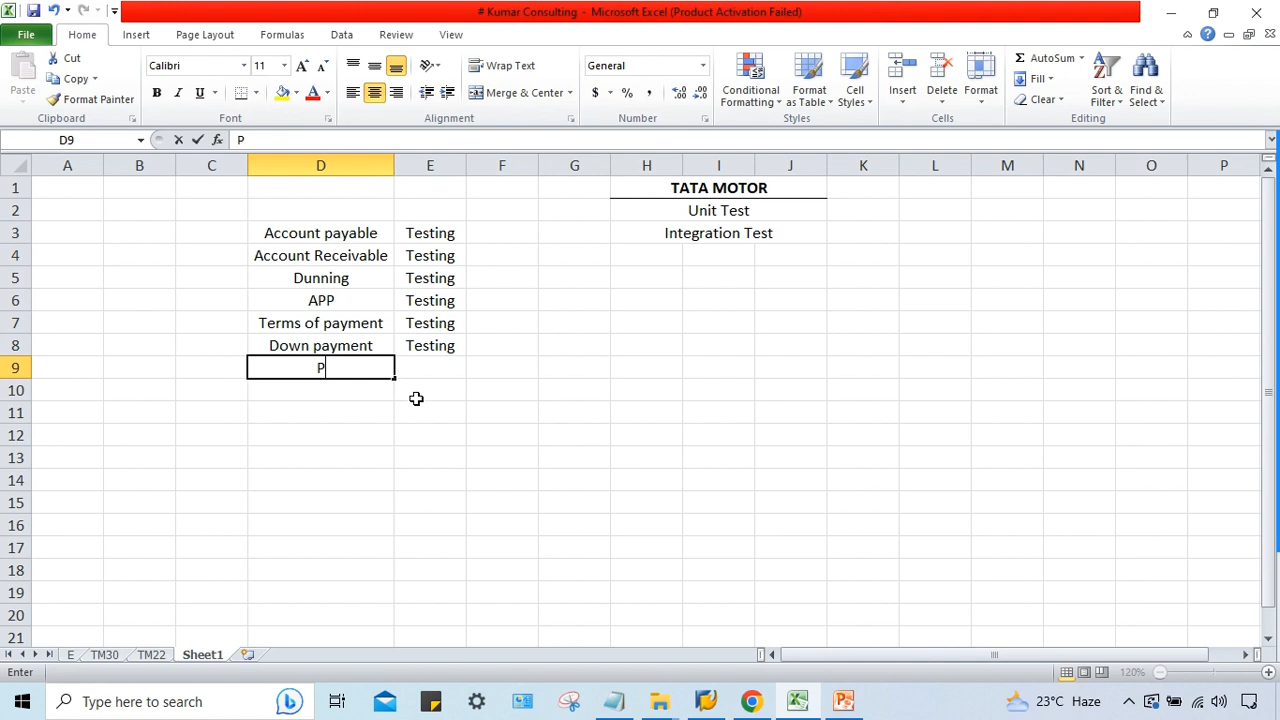 # Kumar Consulting - Microsoft Excel (Product Activation Failed)
File Home Insert Page Layout Formulas Data Review View
Cut
Copy
Format Painter
Paste
Clipboard
Calibri 11
B I U
Font
Wrap Text
Merge & Center
Alignment
General
$ % ,
Number
Conditional Formatting
Format as Table
Cell Styles
Styles
Insert Delete Format
Cells
Σ AutoSum
Fill
Clear
Sort & Filter
Find & Select
Editing
D9 fx P
A B C D E F G H I J K L M N O P
1 TATA MOTOR
2 Unit Test
3 Account payable Testing Integration Test
4 Account Receivable Testing
5 Dunning Testing
6 APP Testing
7 Terms of payment Testing
8 Down payment Testing
9 P
10
11
12
13
14
15
16
17
18
19
20
21
E TM30 TM22 Sheet1
Enter 120%
Type here to search 23°C Haze